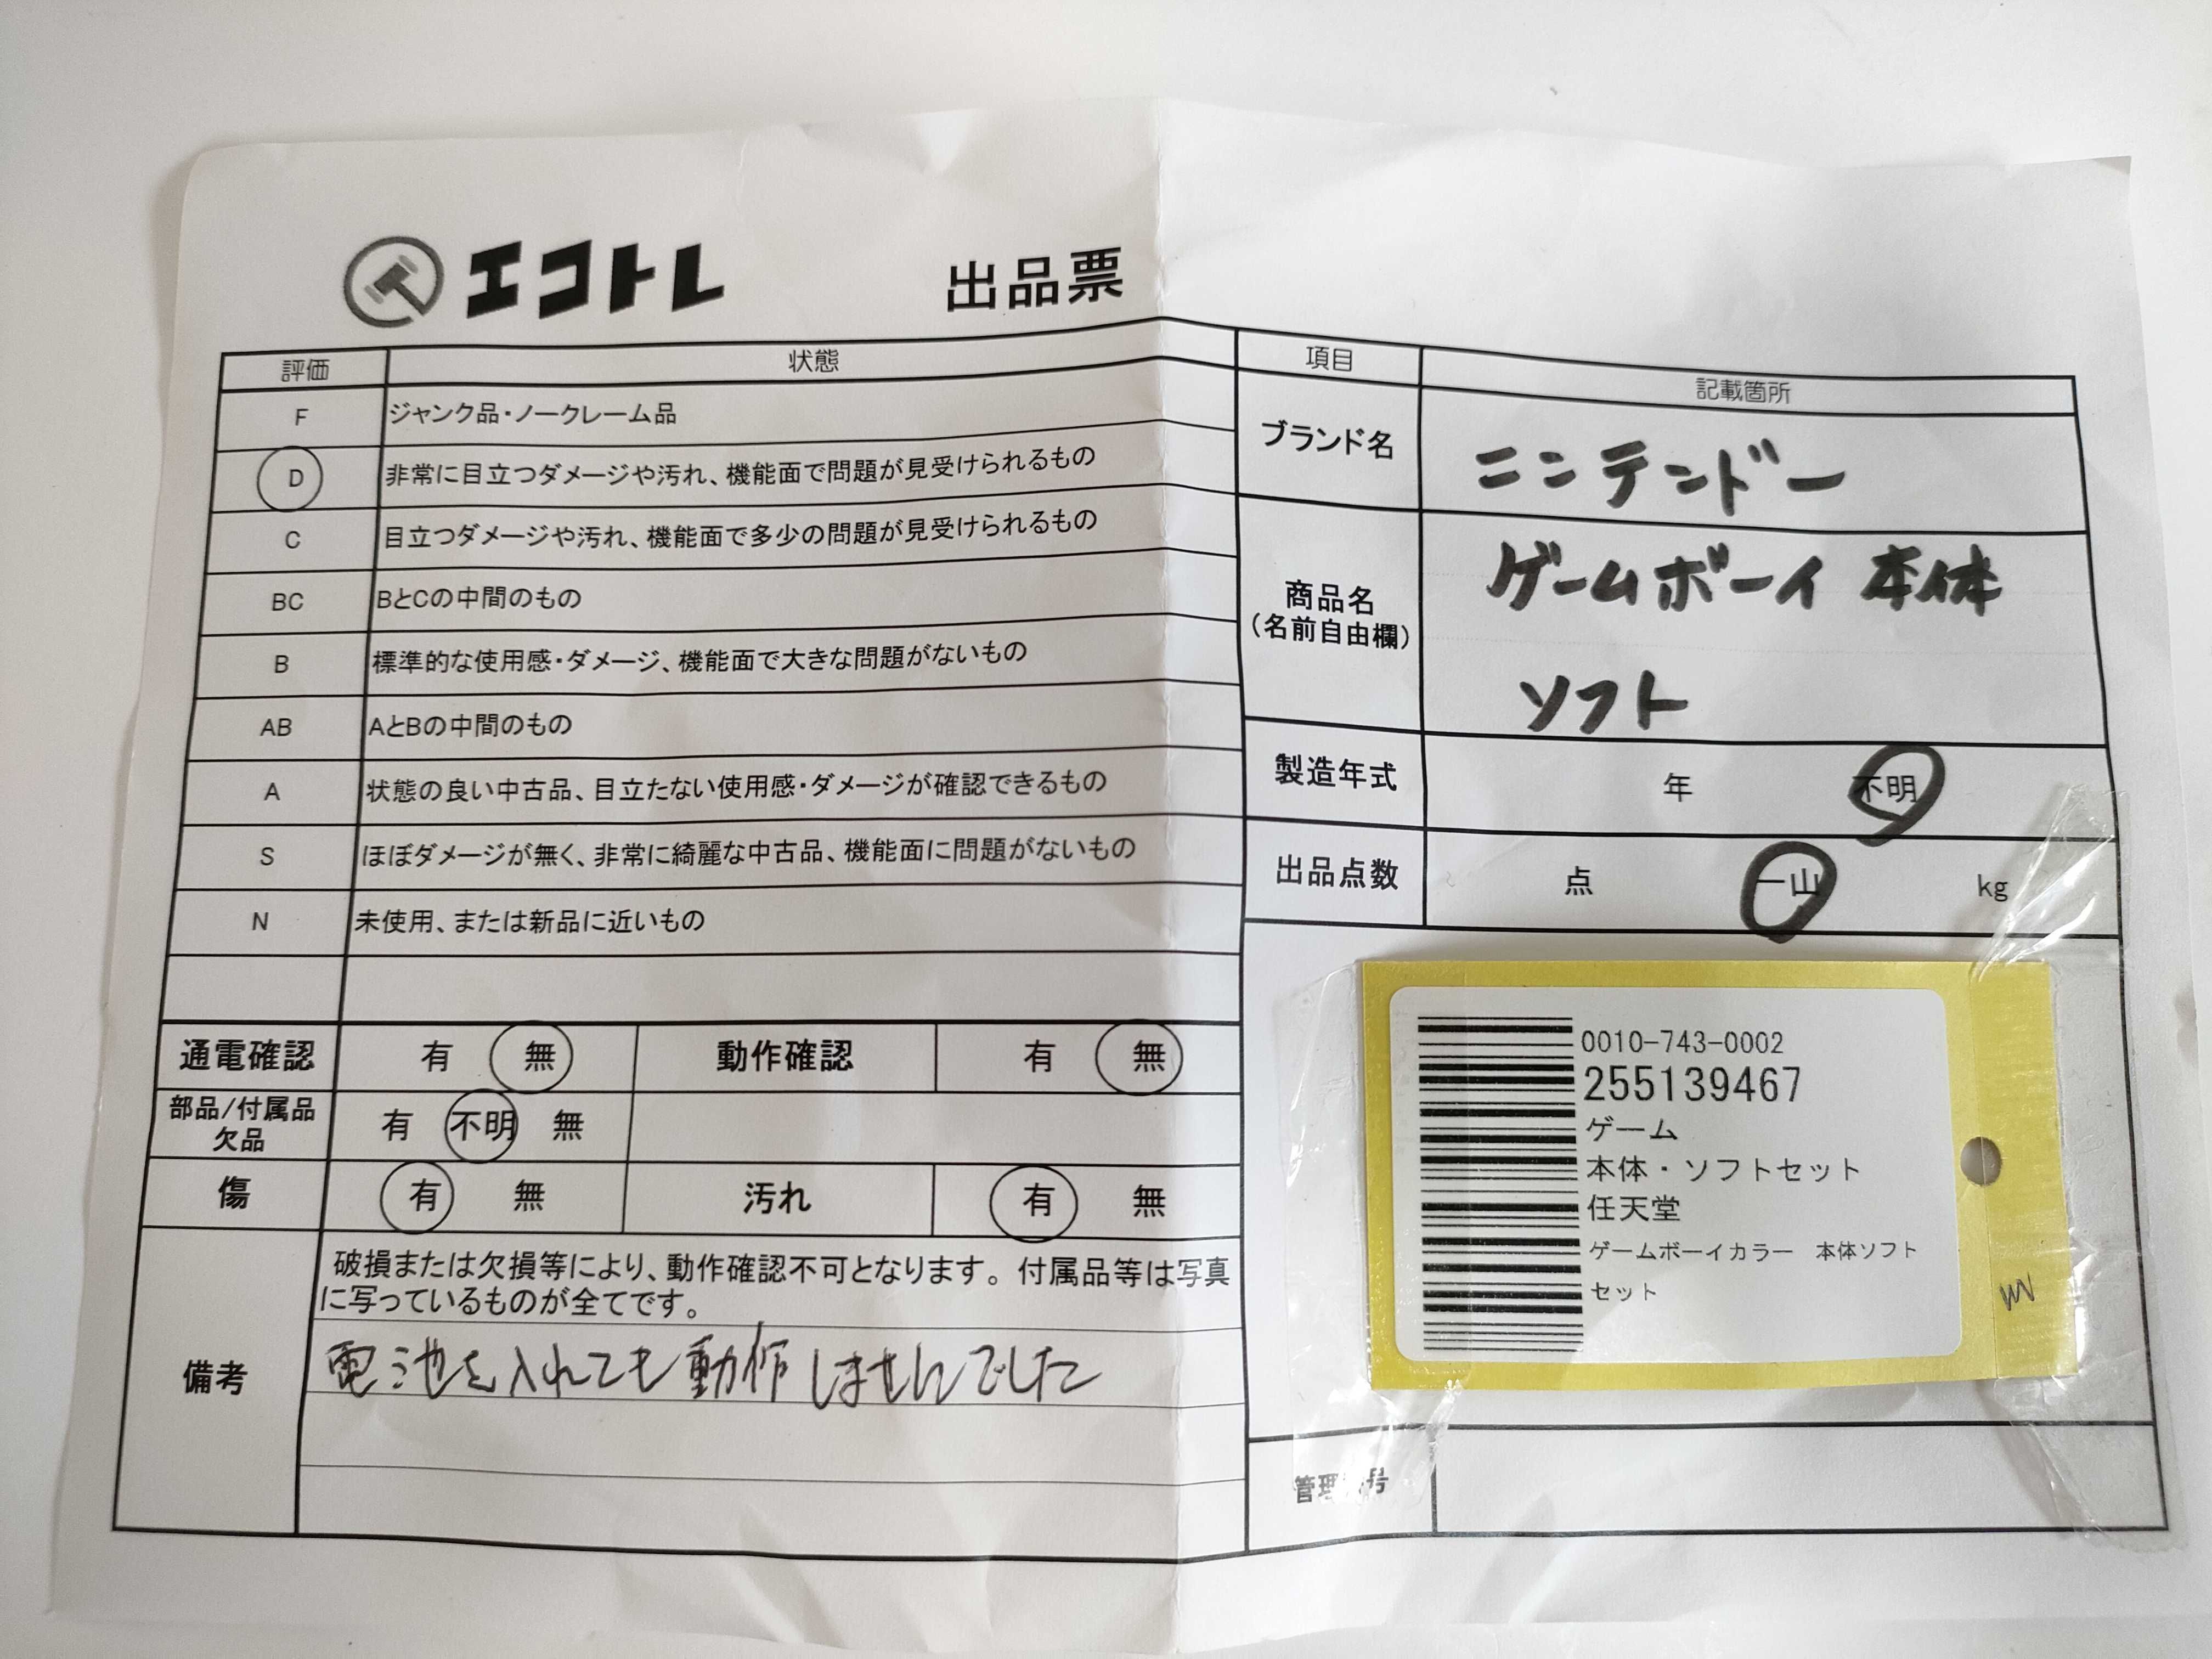 エコトレ
出品票
評価 状態
F ジャンク品・ノークレーム品
D 非常に目立つダメージや汚れ、機能面で問題が見受けられるもの
C 目立つダメージや汚れ、機能面で多少の問題が見受けられるもの
BC BとCの中間のもの
B 標準的な使用感・ダメージ、機能面で大きな問題がないもの
AB AとBの中間のもの
A 状態の良い中古品、目立たない使用感・ダメージが確認できるもの
S ほぼダメージが無く、非常に綺麗な中古品、機能面に問題がないもの
N 未使用、または新品に近いもの
通電確認 有 無 動作確認 有 無
部品/付属品
欠品
有 不明 無
傷 有 無 汚れ 有 無
備考
破損または欠損等により、動作確認不可となります。付属品等は写真
に写っているものが全てです。
電池を入れても動作しませんでした
項目 記載箇所
ブランド名 ニンテンドー
商品名
(名前自由欄)
ゲームボーイ 本体
ソフト
製造年式 年 不明
出品点数 点 一山 kg
0010-743-0002
255139467
ゲーム
本体・ソフトセット
任天堂
ゲームボーイカラー 本体ソフト
セット